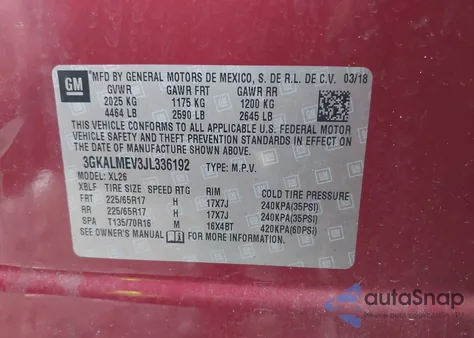 GM
MFD BY GENERAL MOTORS DE MEXICO, S. DE R.L. DE C.V. 03/18
GVWR GAWR FRT GAWR RR
2025 KG 1175 KG 1200 KG
4464 LB 2590 LB 2645 LB
THIS VEHICLE CONFORMS TO ALL APPLICABLE U.S. FEDERAL MOTOR
VEHICLE SAFETY AND THEFT PREVENTION STANDARDS IN EFFECT ON
THE DATE OF MANUFACTURE SHOWN ABOVE.
3GKALMEV3JL336192 TYPE: M.P.V.
MODEL: XL26
XBLF TIRE SIZE SPEED RTG RIM COLD TIRE PRESSURE
FRT 225/65R17 H 17X7J 240KPA(35PSI)
RR 225/65R17 H 17X7J 240KPA(35PSI)
SPA T135/70R16 M 16X4BT 420KPA(60PSI)
SEE OWNER'S MANUAL FOR MORE INFORMATION
autoSnap